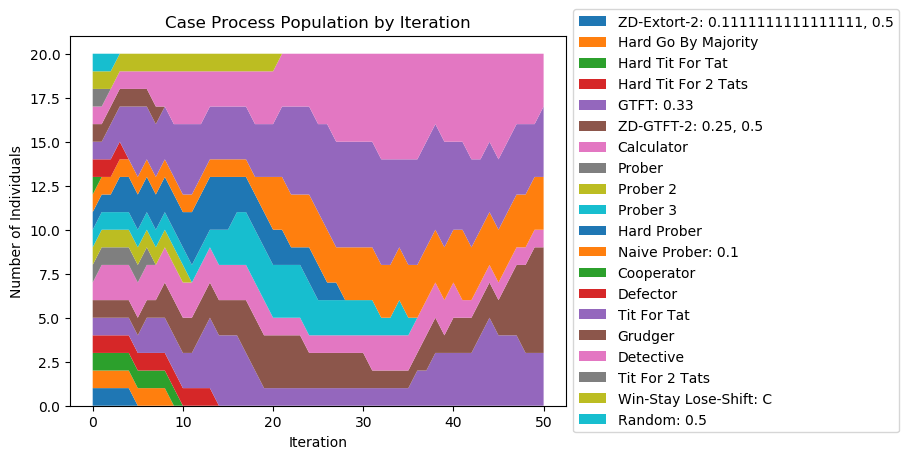 Case Process Population by Iteration
Number of Individuals
20.0
17.5
15.0
12.5
10.0
7.5
5.0
2.5
0.0
0 10 20 30 40 50
Iteration
ZD-Extort-2: 0.1111111111111111, 0.5
Hard Go By Majority
Hard Tit For Tat
Hard Tit For 2 Tats
GTFT: 0.33
ZD-GTFT-2: 0.25, 0.5
Calculator
Prober
Prober 2
Prober 3
Hard Prober
Naive Prober: 0.1
Cooperator
Defector
Tit For Tat
Grudger
Detective
Tit For 2 Tats
Win-Stay Lose-Shift: C
Random: 0.5